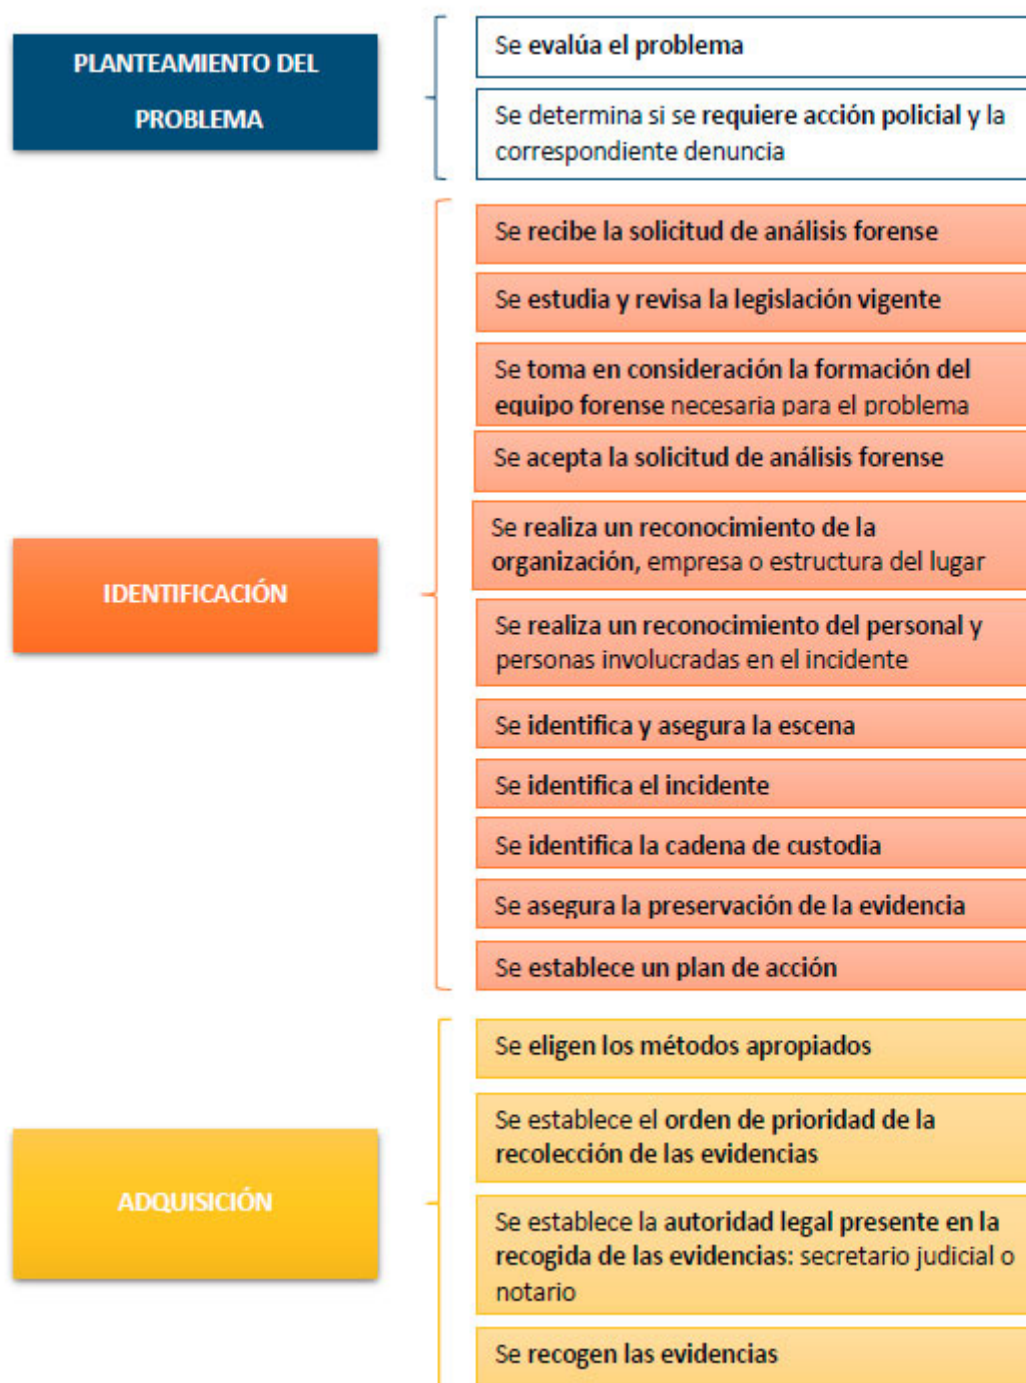 PLANTEAMIENTO DEL
PROBLEMA
Se evalúa el problema
Se determina si se requiere acción policial y la
correspondiente denuncia
IDENTIFICACIÓN
Se recibe la solicitud de análisis forense
Se estudia y revisa la legislación vigente
Se toma en consideración la formación del
equipo forense necesaria para el problema
Se acepta la solicitud de análisis forense
Se realiza un reconocimiento de la
organización, empresa o estructura del lugar
Se realiza un reconocimiento del personal y
personas involucradas en el incidente
Se identifica y asegura la escena
Se identifica el incidente
Se identifica la cadena de custodia
Se asegura la preservación de la evidencia
Se establece un plan de acción
ADQUISICIÓN
Se eligen los métodos apropiados
Se establece el orden de prioridad de la
recolección de las evidencias
Se establece la autoridad legal presente en la
recogida de las evidencias: secretario judicial o
notario
Se recogen las evidencias